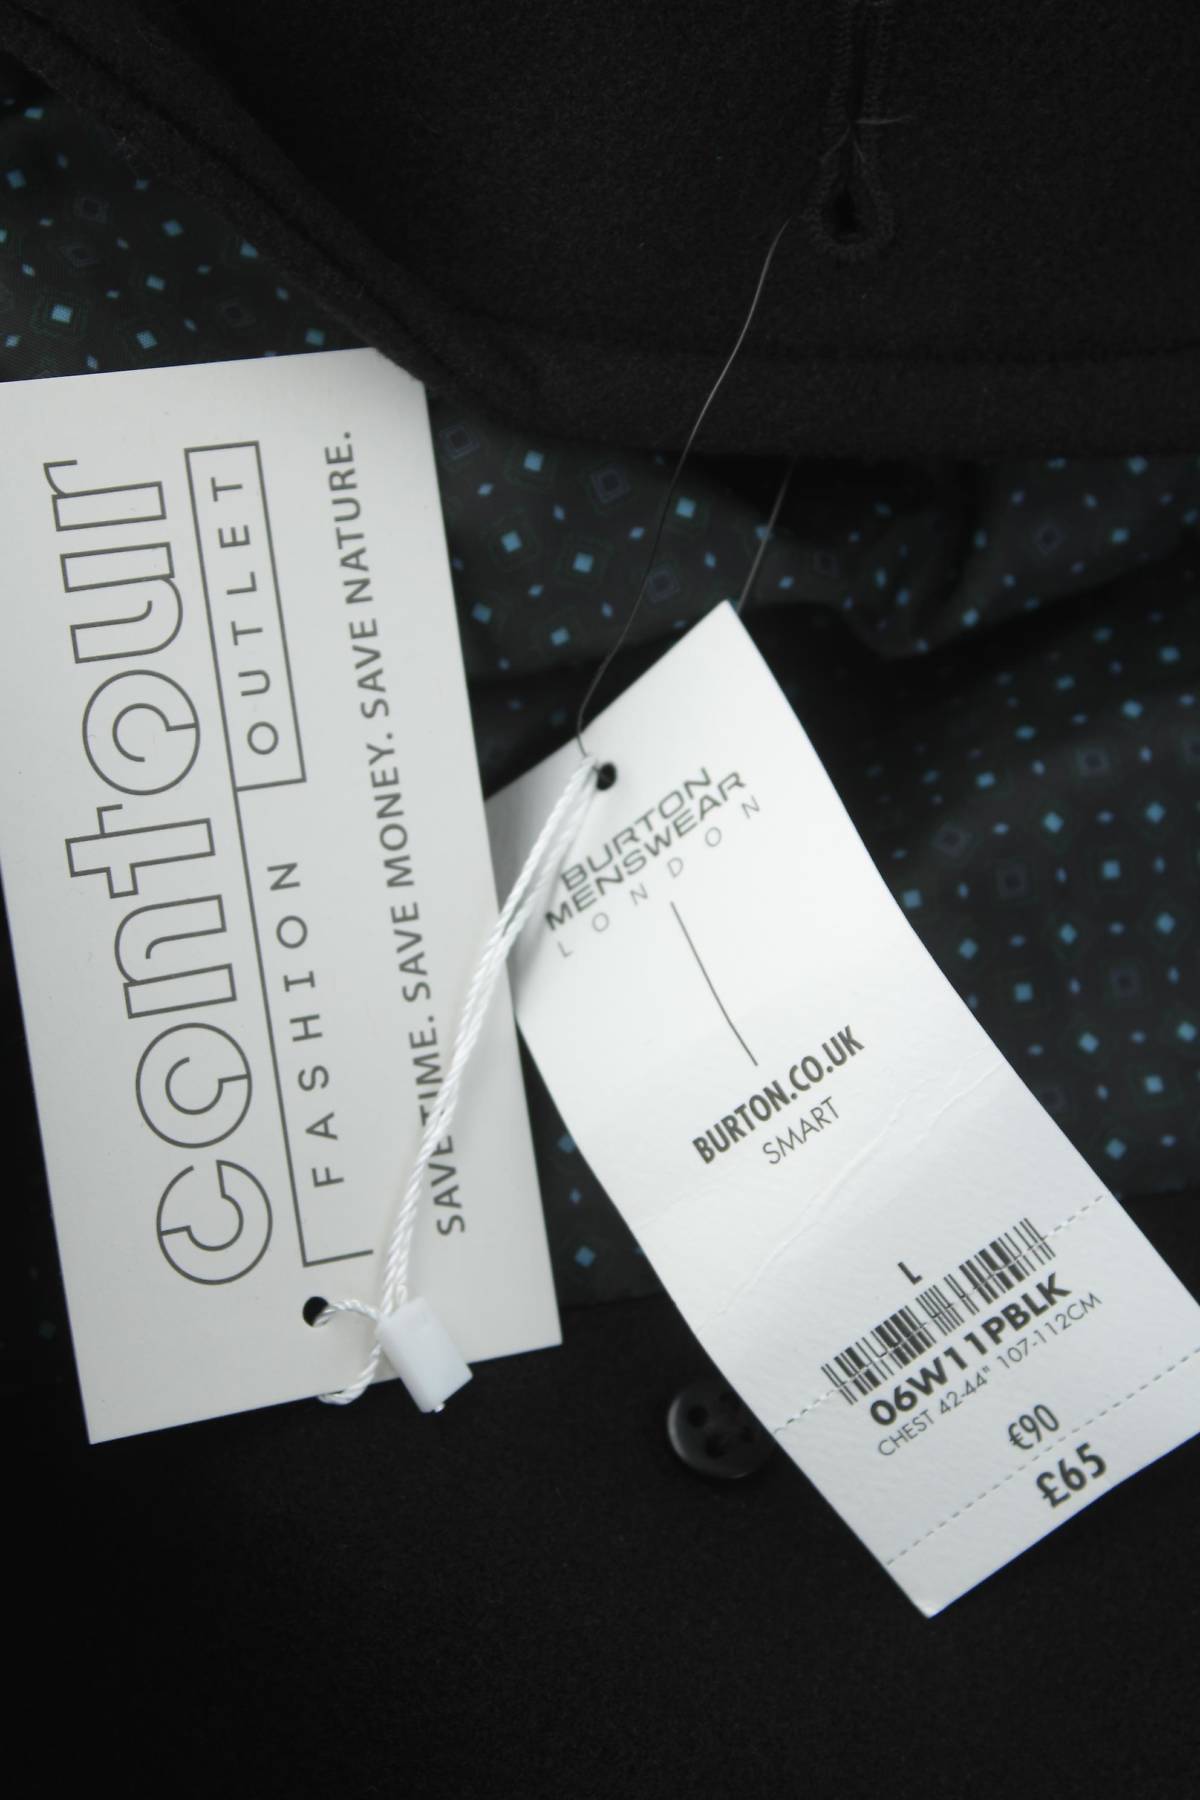 contour
FASHION OUTLET
SAVE TIME. SAVE MONEY. SAVE NATURE.
BURTON
MENSWEAR
LONDON
BURTON.CO.UK
SMART
L
06W11PBLK
CHEST 42-44" 107-112CM
€90
£65